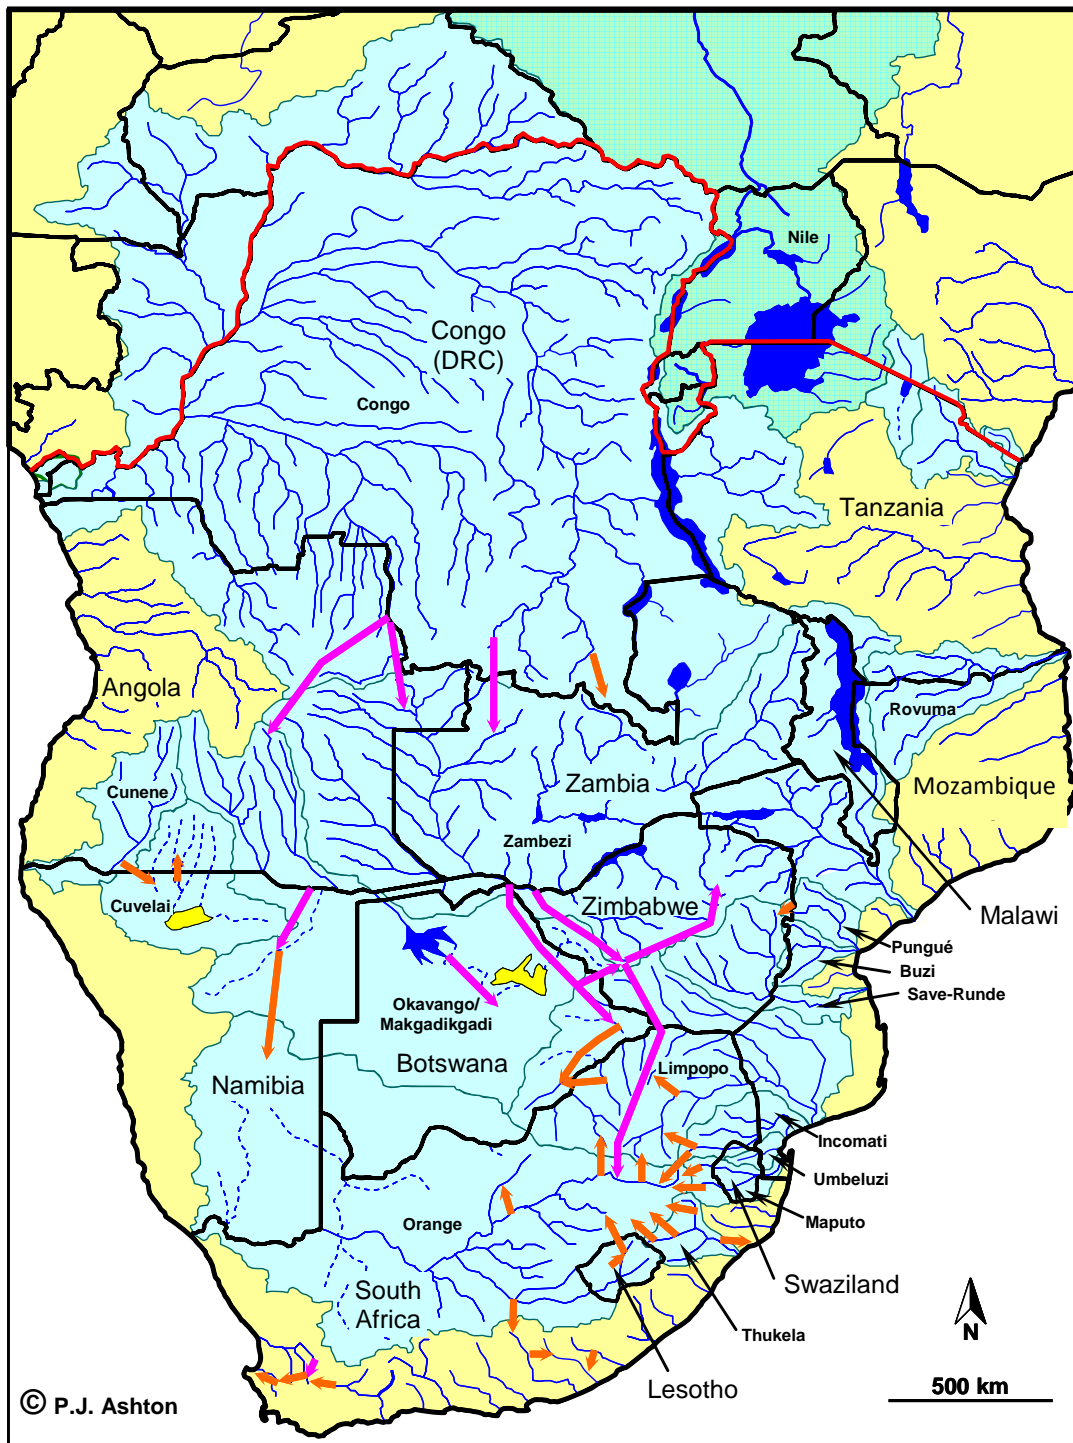 Nile
Congo
(DRC)
Congo
Tanzania
Angola
Rovuma
Cunene
Zambia
Mozambique
Zambezi
Cuvelai
Zimbabwe
Malawi
Pungué
Buzi
Save-Runde
Okavango/
Makgadikgadi
Botswana
Namibia
Limpopo
Incomati
Umbeluzi
Maputo
Orange
Swaziland
South
Africa
Thukela
N
Lesotho
500 km
© P.J. Ashton